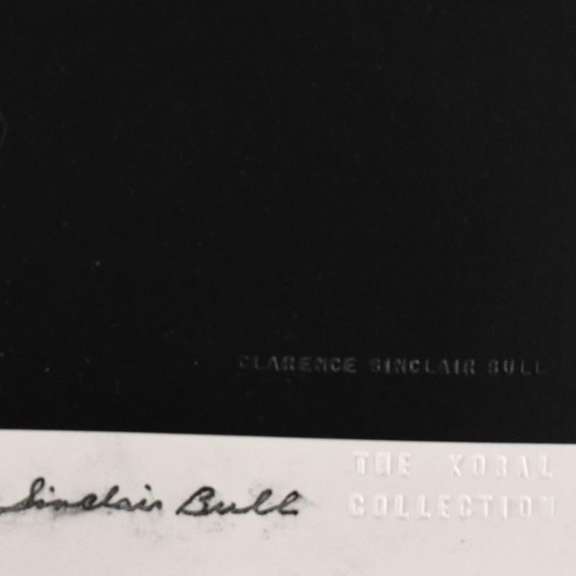 CLARENCE SINCLAIR BULL
Sinclair Bull
THE KOBAL
COLLECTION